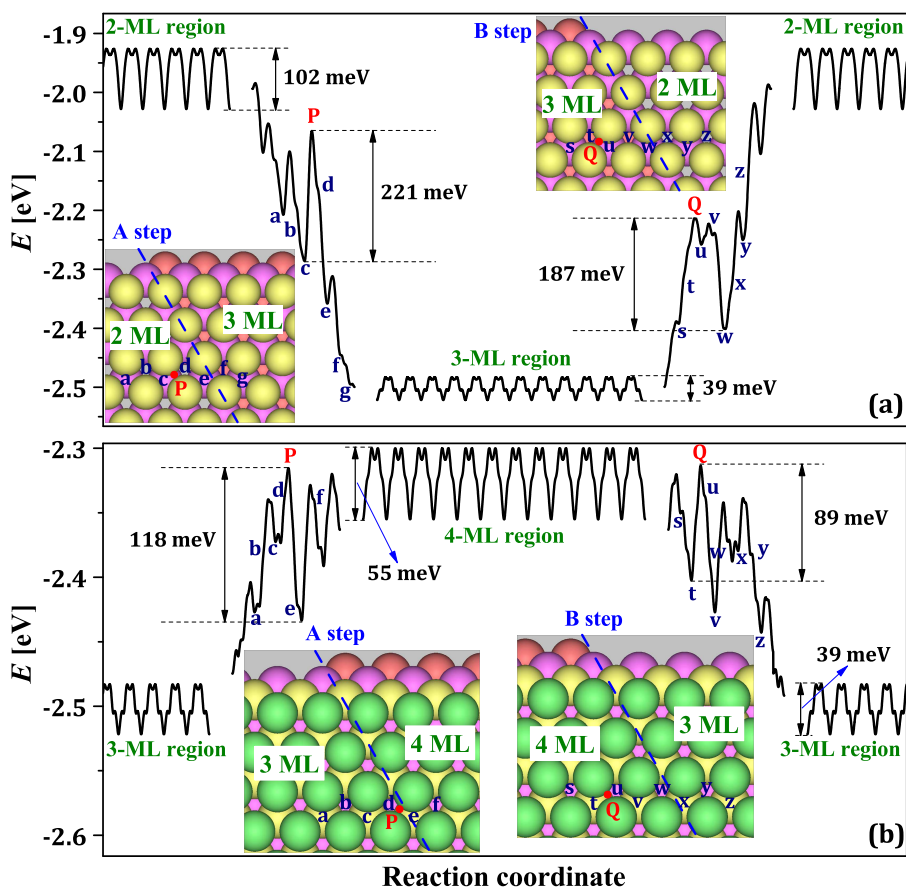 2-ML region
B step
2-ML region
-1.9
102 meV
3 ML
2 ML
s t u v w x y z
Q
-2.0
P
-2.1
d
221 meV
z
a
b
c
-2.2
Q
v
u
y
A step
187 meV
t
x
-2.3
2 ML
3 ML
a b c d e f g
P
e
s
w
-2.4
f
g
3-ML region
39 meV
-2.5
E [eV]
(a)
-2.3
P
Q
d
f
u
118 meV
4-ML region
89 meV
b
c
55 meV
s
w
x
y
-2.4
a
e
t
v
z
A step
B step
39 meV
-2.5
3-ML region
3 ML
4 ML
a b c d e f
P
4 ML
3 ML
s t u v w x y z
Q
3-ML region
-2.6
E [eV]
(b)
Reaction coordinate